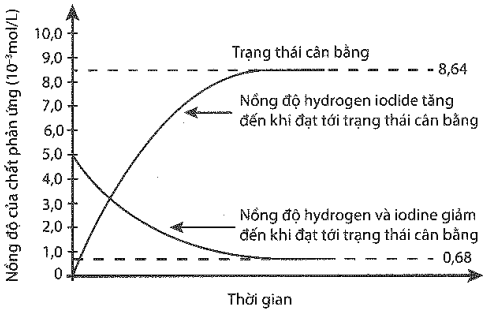 Nồng độ của chất phản ứng (10⁻³mol/L)
10,0
9,0
8,0
7,0
6,0
5,0
4,0
3,0
2,0
1,0
0
Trạng thái cân bằng
8,64
Nồng độ hydrogen iodide tăng
đến khi đạt tới trạng thái cân bằng
Nồng độ hydrogen và iodine giảm
đến khi đạt tới trạng thái cân bằng
0,68
Thời gian